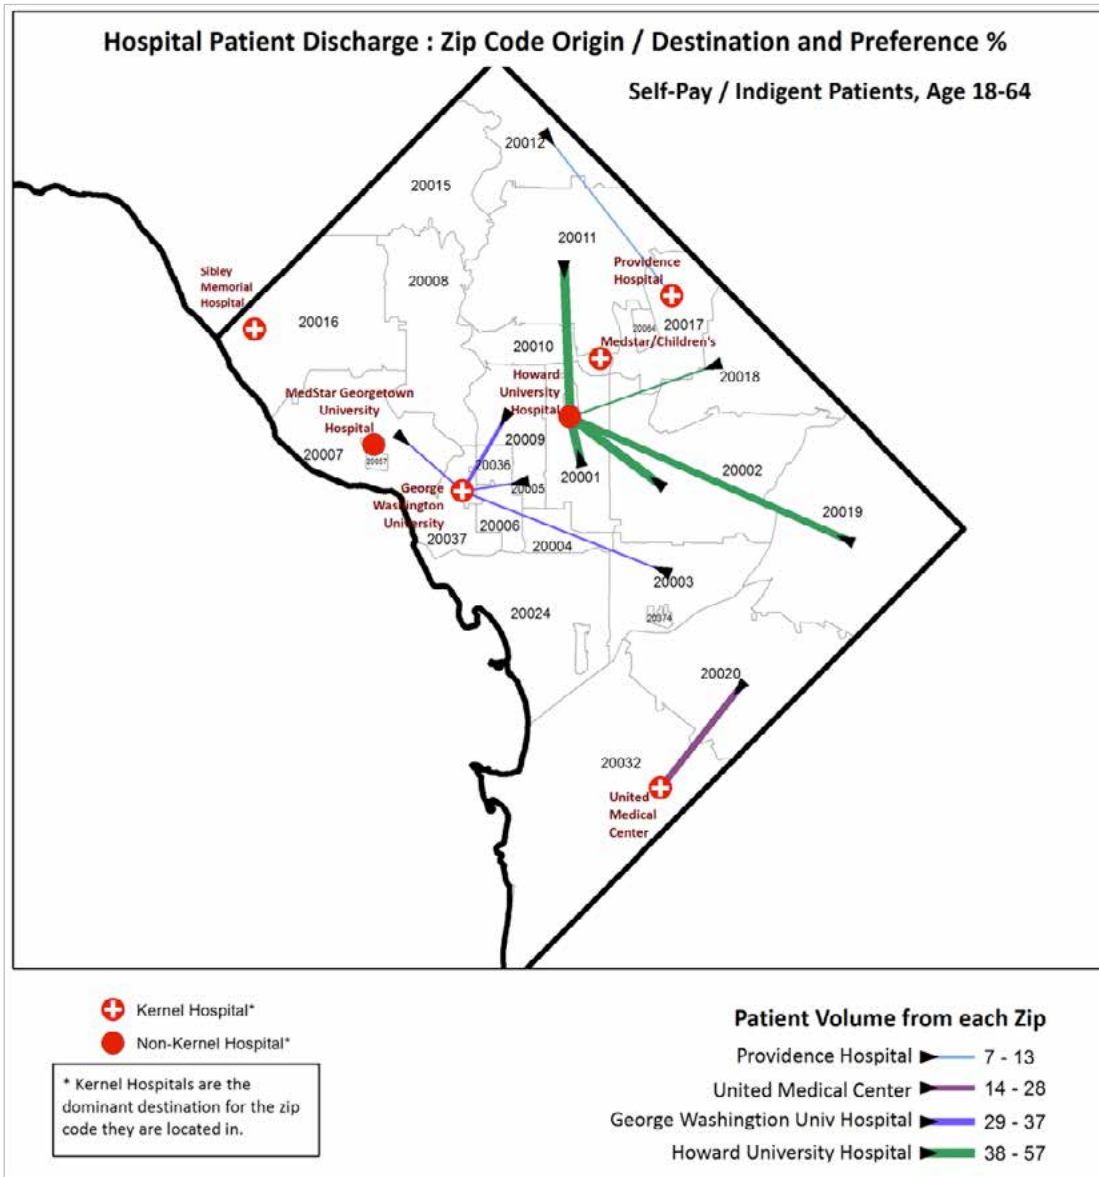 Hospital Patient Discharge : Zip Code Origin / Destination and Preference %
Self-Pay / Indigent Patients, Age 18-64
20012
20015
20011
Providence
Hospital
20008
Sibley
Memorial
Hospital
20016
20064
20017
Medstar/Children's
20010
Howard
University
Hospital
20018
MedStar Georgetown
University
Hospital
20007
20057
20009
20036
20001
20002
20005
George
Washington
University
20006
20037
20004
20019
20003
20024
20374
20020
20032
United
Medical
Center
Kernel Hospital*
Non-Kernel Hospital*
* Kernel Hospitals are the
dominant destination for the zip
code they are located in.
Patient Volume from each Zip
Providence Hospital 7 - 13
United Medical Center 14 - 28
George Washingtion Univ Hospital 29 - 37
Howard University Hospital 38 - 57